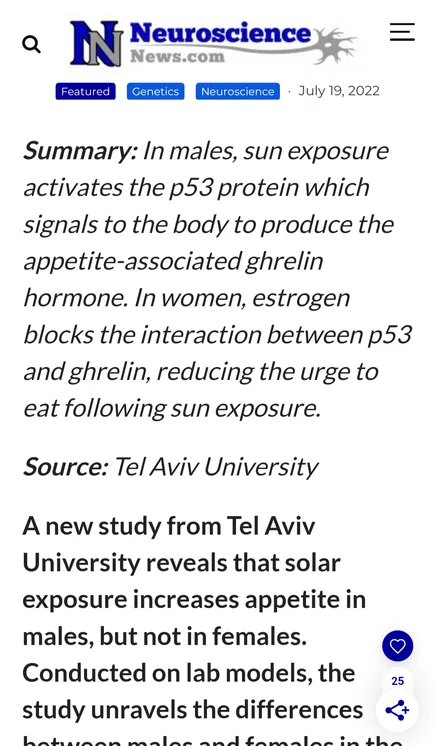 Neuroscience
News.com
Featured Genetics Neuroscience · July 19, 2022
Summary: In males, sun exposure
activates the p53 protein which
signals to the body to produce the
appetite-associated ghrelin
hormone. In women, estrogen
blocks the interaction between p53
and ghrelin, reducing the urge to
eat following sun exposure.
Source: Tel Aviv University
A new study from Tel Aviv
University reveals that solar
exposure increases appetite in
males, but not in females.
Conducted on lab models, the
study unravels the differences
between males and females in the
25